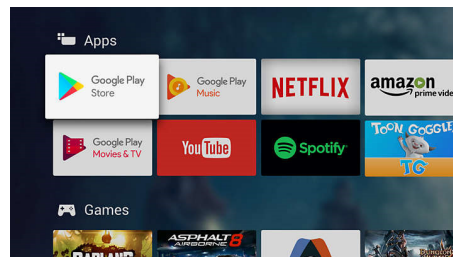 Apps
Google Play
Store
Google Play
Music
NETFLIX
amazon
prime vide
Google Play
Movies & TV
YouTube
Spotify
TOON GOGGLE
TG
Games
BADLAND
ASPHALT 8
AIRBORNE